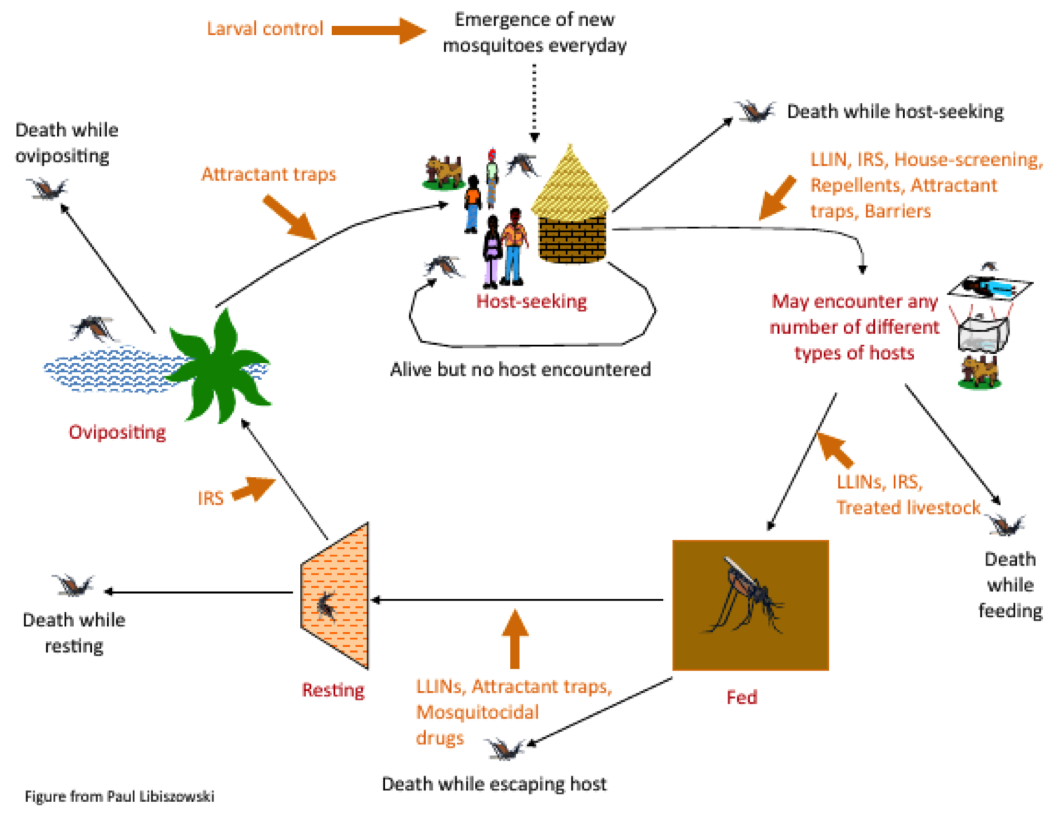 Larval control
Emergence of new
mosquitoes everyday
Death while
ovipositing
Attractant traps
Death while host-seeking
LLIN, IRS, House-screening,
Repellents, Attractant
traps, Barriers
Host-seeking
May encounter any
number of different
types of hosts
Alive but no host encountered
Ovipositing
IRS
LLINs, IRS,
Treated livestock
Death
while
feeding
Death while
resting
Resting
LLINs, Attractant traps,
Mosquitocidal
drugs
Fed
Death while escaping host
Figure from Paul Libiszowski